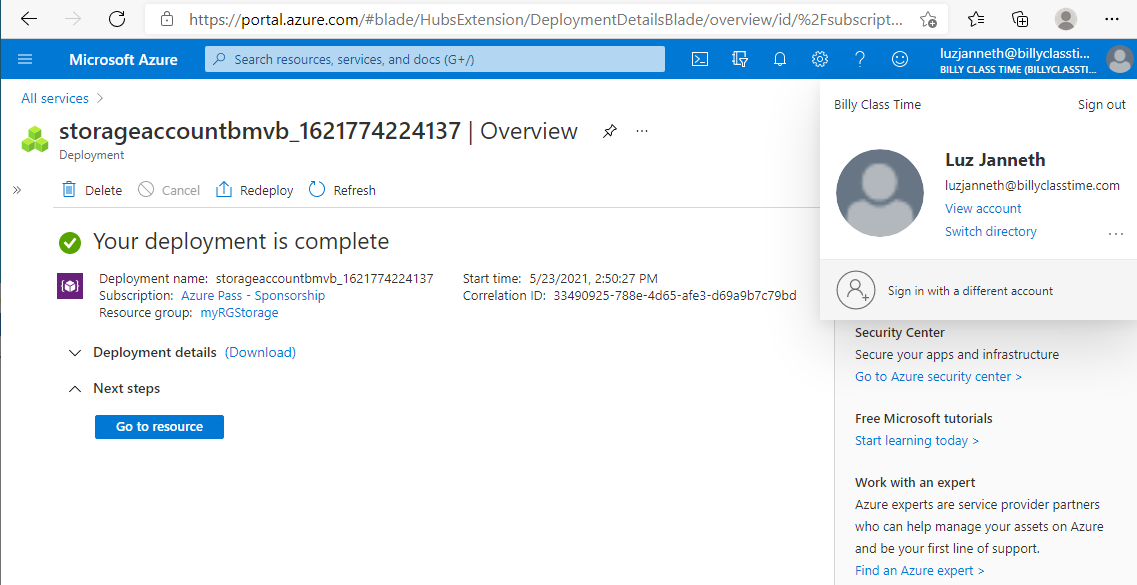 https://portal.azure.com/#blade/HubsExtension/DeploymentDetailsBlade/overview/id/%2Fsubscript...
Microsoft Azure
Search resources, services, and docs (G+/)
luzjanneth@billyclassti...
BILLY CLASS TIME (BILLYCLASSTI...
All services
storageaccountbmvb_1621774224137 | Overview
Deployment
Delete
Cancel
Redeploy
Refresh
Your deployment is complete
Deployment name: storageaccountbmvb_1621774224137
Subscription: Azure Pass - Sponsorship
Resource group: myRGStorage
Start time: 5/23/2021, 2:50:27 PM
Correlation ID: 33490925-788e-4d65-afe3-d69a9b7c79bd
Deployment details (Download)
Next steps
Go to resource
Billy Class Time
Sign out
Luz Janneth
luzjanneth@billyclasstime.com
View account
Switch directory
Sign in with a different account
Security Center
Secure your apps and infrastructure
Go to Azure security center >
Free Microsoft tutorials
Start learning today >
Work with an expert
Azure experts are service provider partners
who can help manage your assets on Azure
and be your first line of support.
Find an Azure expert >